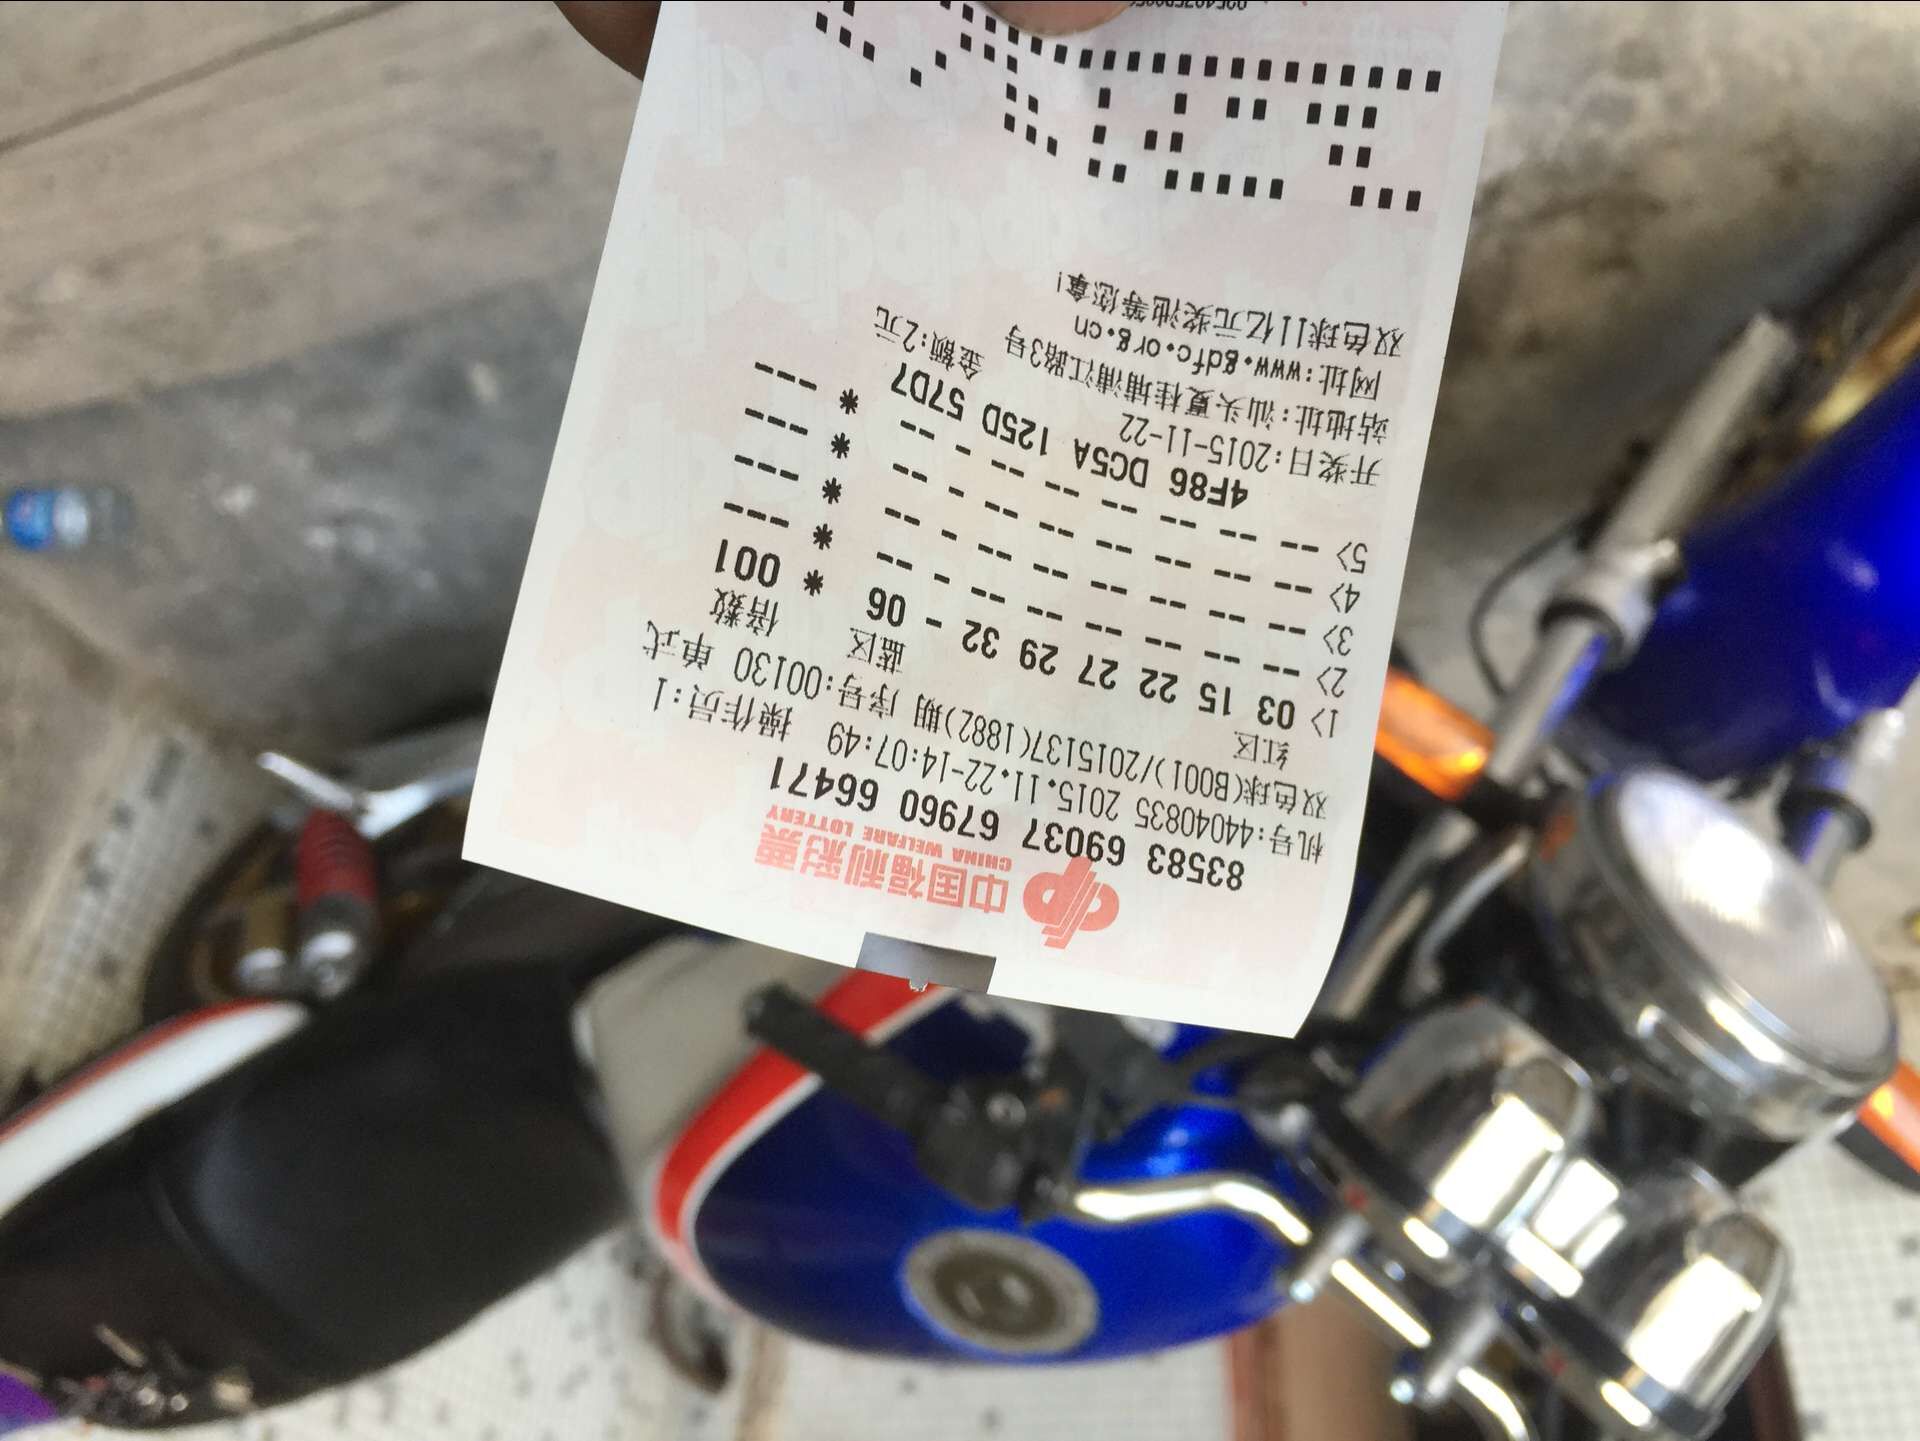 中国福利彩票
CHINA WELFARE LOTTERY
83583 69037 67960 66471
机号:44040835 2015.11.22-14:07:49 操作员:1
双色球(B001)/2015137(1882)期 序号:00130 单式
红区 蓝区 倍数
1> 03 15 22 27 29 32 - 06 * 001
2> -- -- -- -- -- -- - -- * ---
3> -- -- -- -- -- -- - -- * ---
4> -- -- -- -- -- -- - -- * ---
5> -- -- -- -- -- -- - -- * ---
4F86 DC5A 125D 57D7
开奖日:2015-11-22 金额:2元
站地址:汕头夏桂埔浦江路3号
网址:www.gdfc.org.cn
双色球11亿元奖池等您拿!